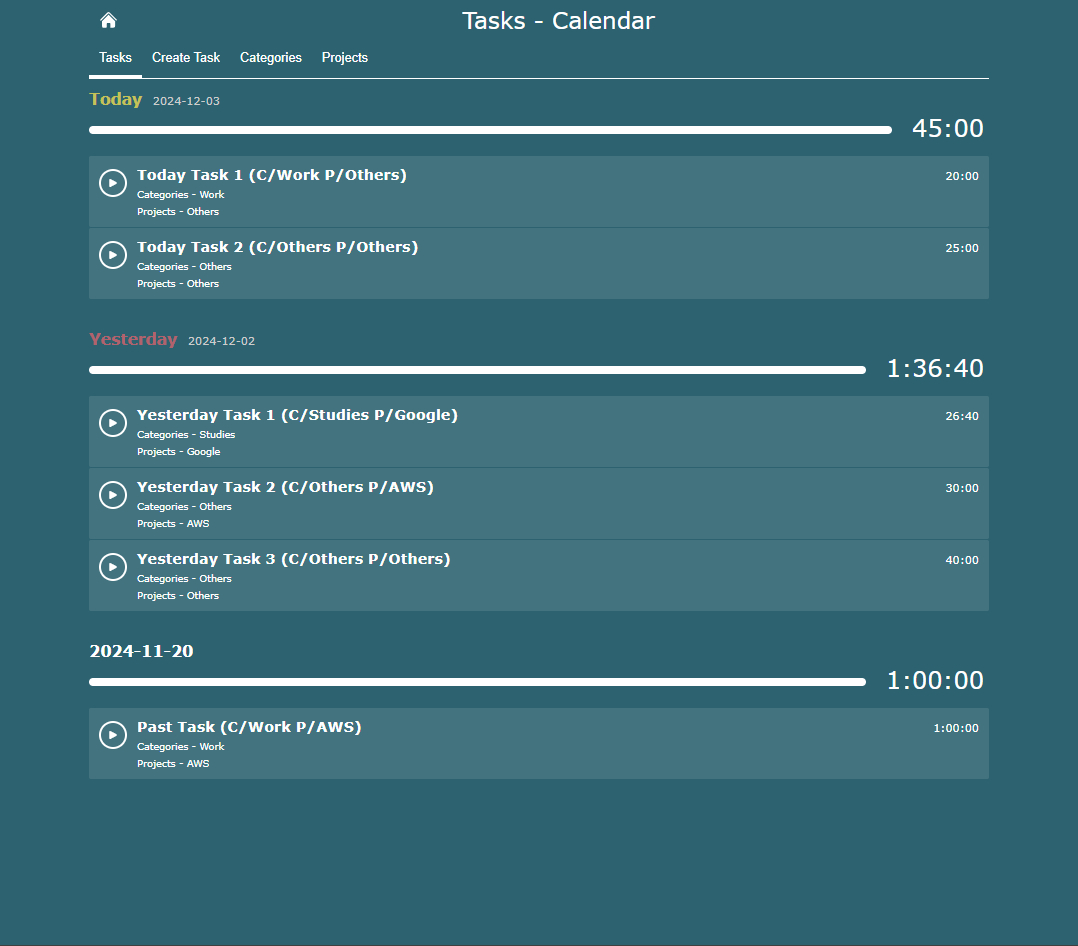 Tasks - Calendar
Tasks Create Task Categories Projects
Today 2024-12-03
45:00
Today Task 1 (C/Work P/Others) 20:00
Categories - Work
Projects - Others
Today Task 2 (C/Others P/Others) 25:00
Categories - Others
Projects - Others
Yesterday 2024-12-02
1:36:40
Yesterday Task 1 (C/Studies P/Google) 26:40
Categories - Studies
Projects - Google
Yesterday Task 2 (C/Others P/AWS) 30:00
Categories - Others
Projects - AWS
Yesterday Task 3 (C/Others P/Others) 40:00
Categories - Others
Projects - Others
2024-11-20
1:00:00
Past Task (C/Work P/AWS) 1:00:00
Categories - Work
Projects - AWS